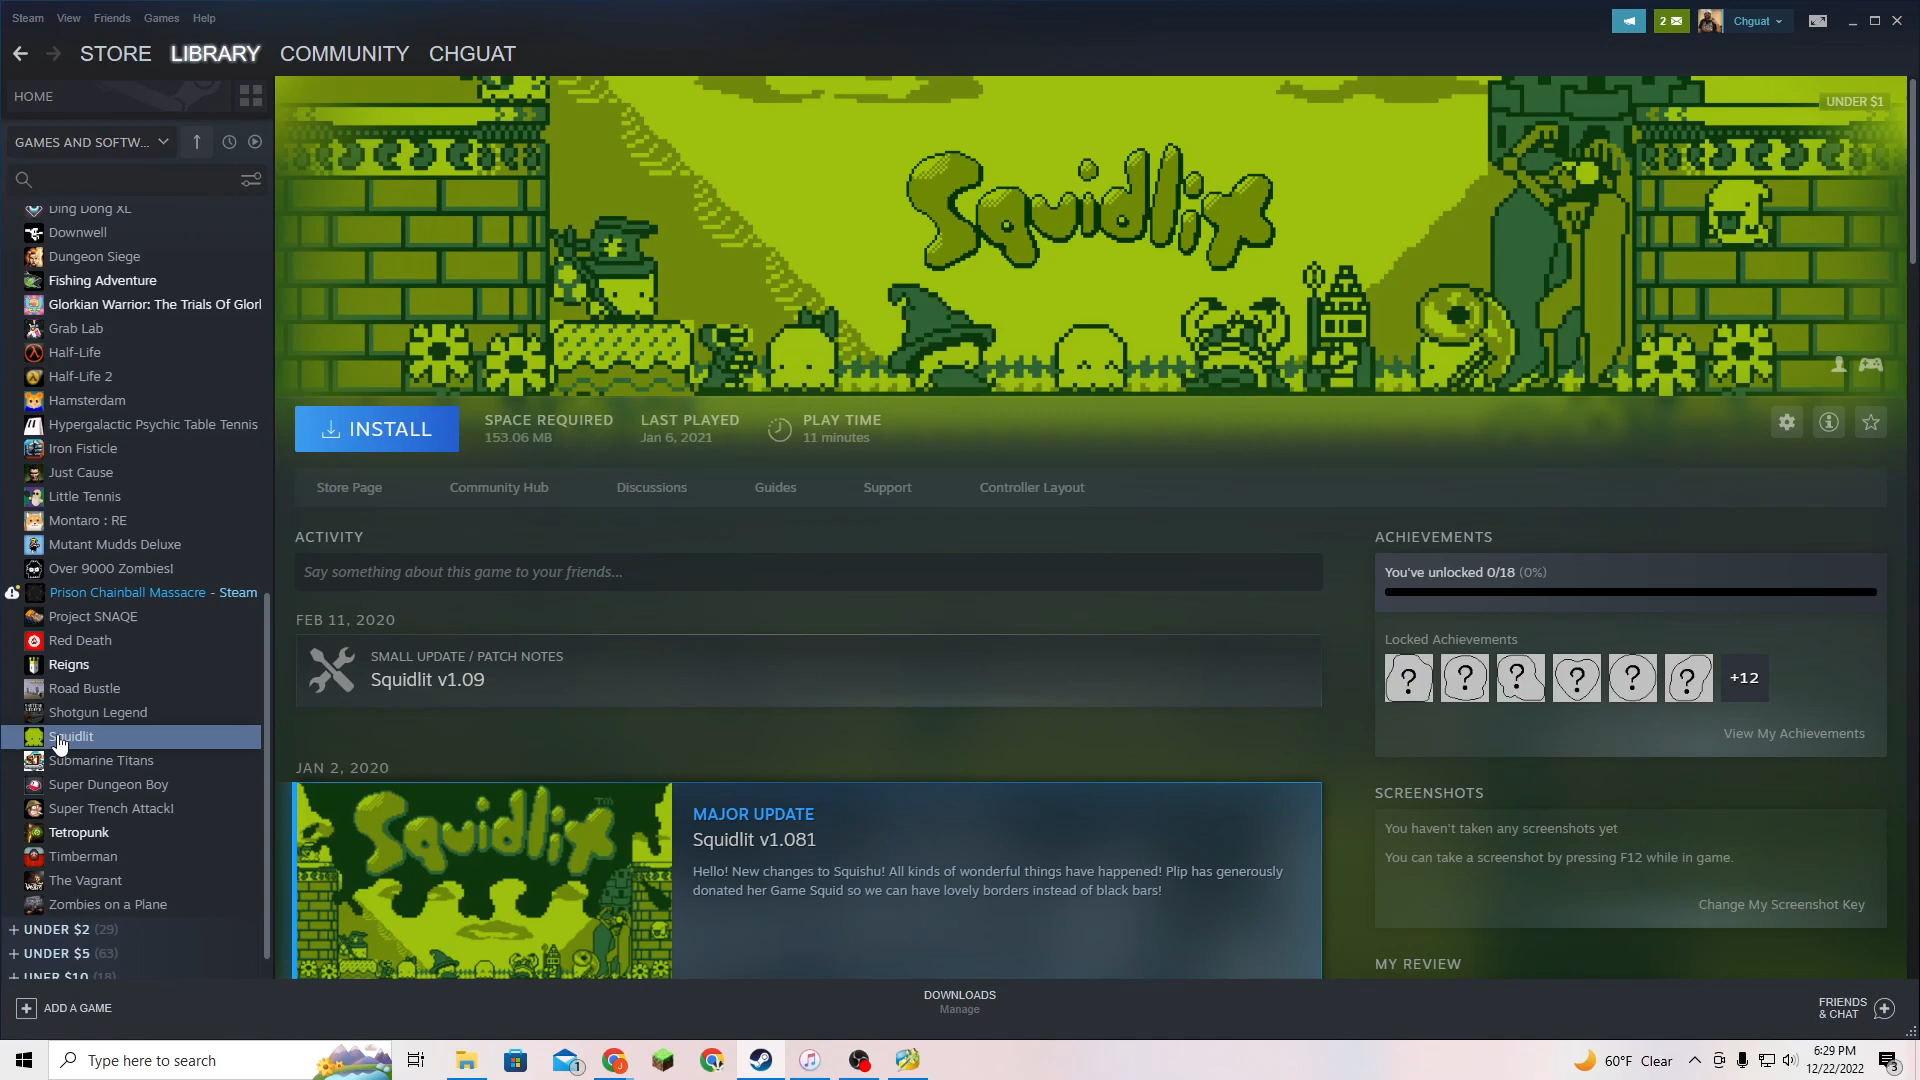 Steam View Friends Games Help
2 Chguat
STORE LIBRARY COMMUNITY CHGUAT
HOME
GAMES AND SOFTW...
Ding Dong XL
Downwell
Dungeon Siege
Fishing Adventure
Glorkian Warrior: The Trials Of Glorl
Grab Lab
Half-Life
Half-Life 2
Hamsterdam
Hypergalactic Psychic Table Tennis
Iron Fisticle
Just Cause
Little Tennis
Montaro : RE
Mutant Mudds Deluxe
Over 9000 Zombies!
Prison Chainball Massacre - Steam
Project SNAQE
Red Death
Reigns
Road Bustle
Shotgun Legend
Squidlit
Submarine Titans
Super Dungeon Boy
Super Trench Attack!
Tetropunk
Timberman
The Vagrant
Zombies on a Plane
+ UNDER $2 (29)
+ UNDER $5 (63)
+ UNER $10 (18)
UNDER $1
Squidlit
INSTALL
SPACE REQUIRED
153.06 MB
LAST PLAYED
Jan 6, 2021
PLAY TIME
11 minutes
Store Page Community Hub Discussions Guides Support Controller Layout
ACTIVITY
Say something about this game to your friends...
FEB 11, 2020
SMALL UPDATE / PATCH NOTES
Squidlit v1.09
JAN 2, 2020
Squidlit TM
MAJOR UPDATE
Squidlit v1.081
Hello! New changes to Squishu! All kinds of wonderful things have happened! Plip has generously
donated her Game Squid so we can have lovely borders instead of black bars!
ACHIEVEMENTS
You've unlocked 0/18 (0%)
Locked Achievements
? ? ? ? ? ? +12
View My Achievements
SCREENSHOTS
You haven't taken any screenshots yet
You can take a screenshot by pressing F12 while in game.
Change My Screenshot Key
MY REVIEW
ADD A GAME
DOWNLOADS
Manage
FRIENDS
& CHAT
Type here to search
1
60°F Clear
6:29 PM
12/22/2022
3